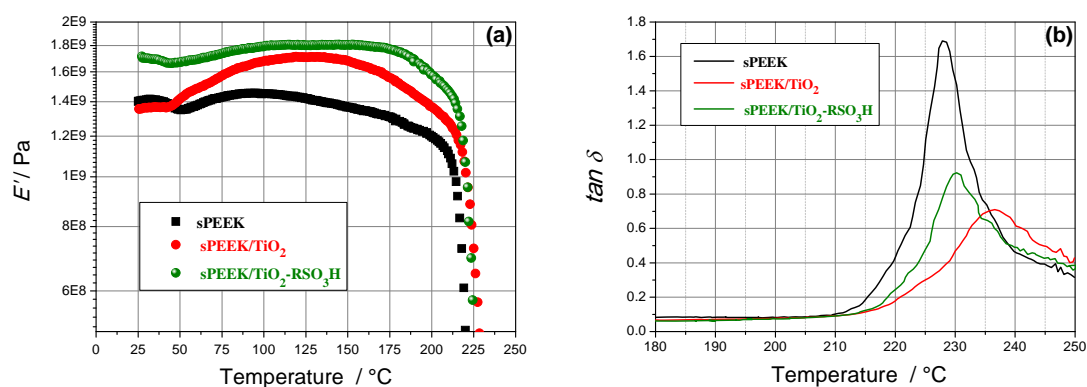 (a)
2E9
1.8E9
1.6E9
1.4E9
1.2E9
1E9
8E8
6E8
E'/ Pa
sPEEK
sPEEK/TiO2
sPEEK/TiO2-RSO3H
0 25 50 75 100 125 150 175 200 225 250
Temperature / °C
(b)
1.8
1.6
1.4
1.2
1.0
0.8
0.6
0.4
0.2
0.0
tan δ
sPEEK
sPEEK/TiO2
sPEEK/TiO2-RSO3H
180 190 200 210 220 230 240 250
Temperature / °C